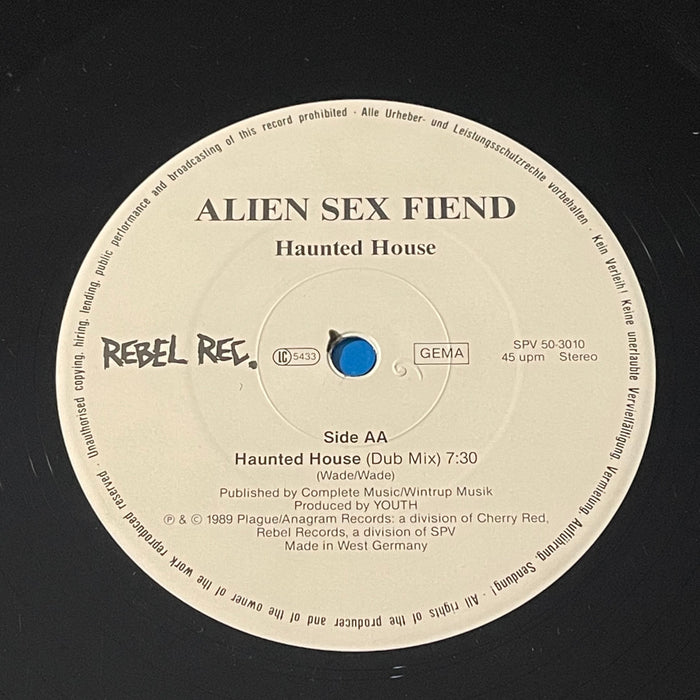 Unauthorised copying, hiring, lending, public performance and broadcasting of this record prohibited · Alle Urheber- und Leistungsschutzrechte vorbehalten · Kein Verleih! Keine unerlaubte Vervielfältigung, Vermietung, Aufführung, Sendung! · All rights of the producer and of the owner of the work reproduced reserved ·
ALIEN SEX FIEND
Haunted House
REBEL REC.
LC 5433
GEMA
SPV 50-3010
45 upm Stereo
Side AA
Haunted House (Dub Mix) 7:30
(Wade/Wade)
Published by Complete Music/Wintrup Musik
Produced by YOUTH
℗ & © 1989 Plague/Anagram Records: a division of Cherry Red,
Rebel Records, a division of SPV
Made in West Germany